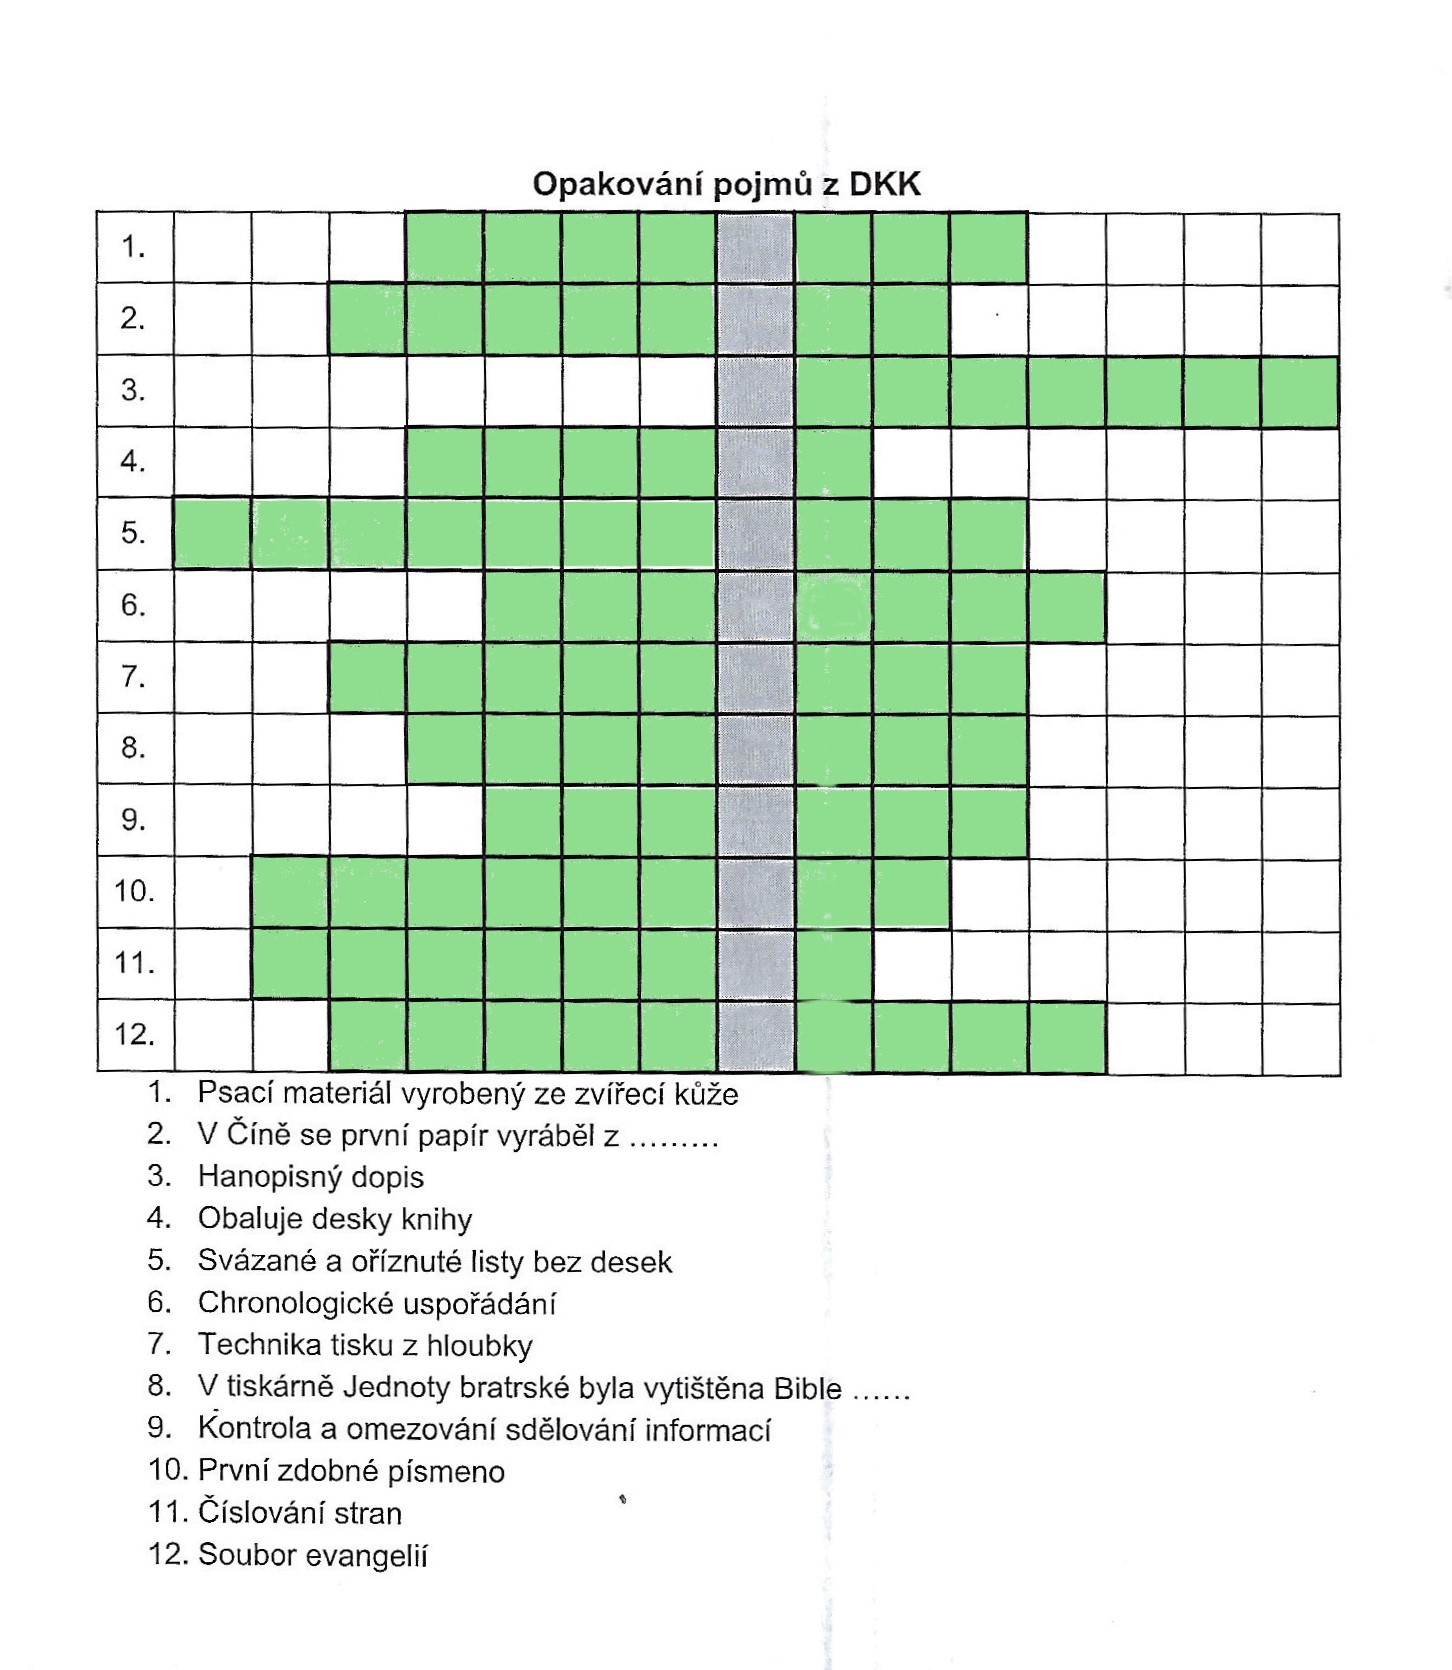 Opakování pojmů z DKK
1.
2.
3.
4.
5.
6.
7.
8.
9.
10.
11.
12.
1. Psací materiál vyrobený ze zvířecí kůže
2. V Číně se první papír vyráběl z .........
3. Hanopisný dopis
4. Obaluje desky knihy
5. Svázané a oříznuté listy bez desek
6. Chronologické uspořádání
7. Technika tisku z hloubky
8. V tiskárně Jednoty bratrské byla vytištěna Bible ......
9. Kontrola a omezování sdělování informací
10. První zdobné písmeno
11. Číslování stran
12. Soubor evangelií